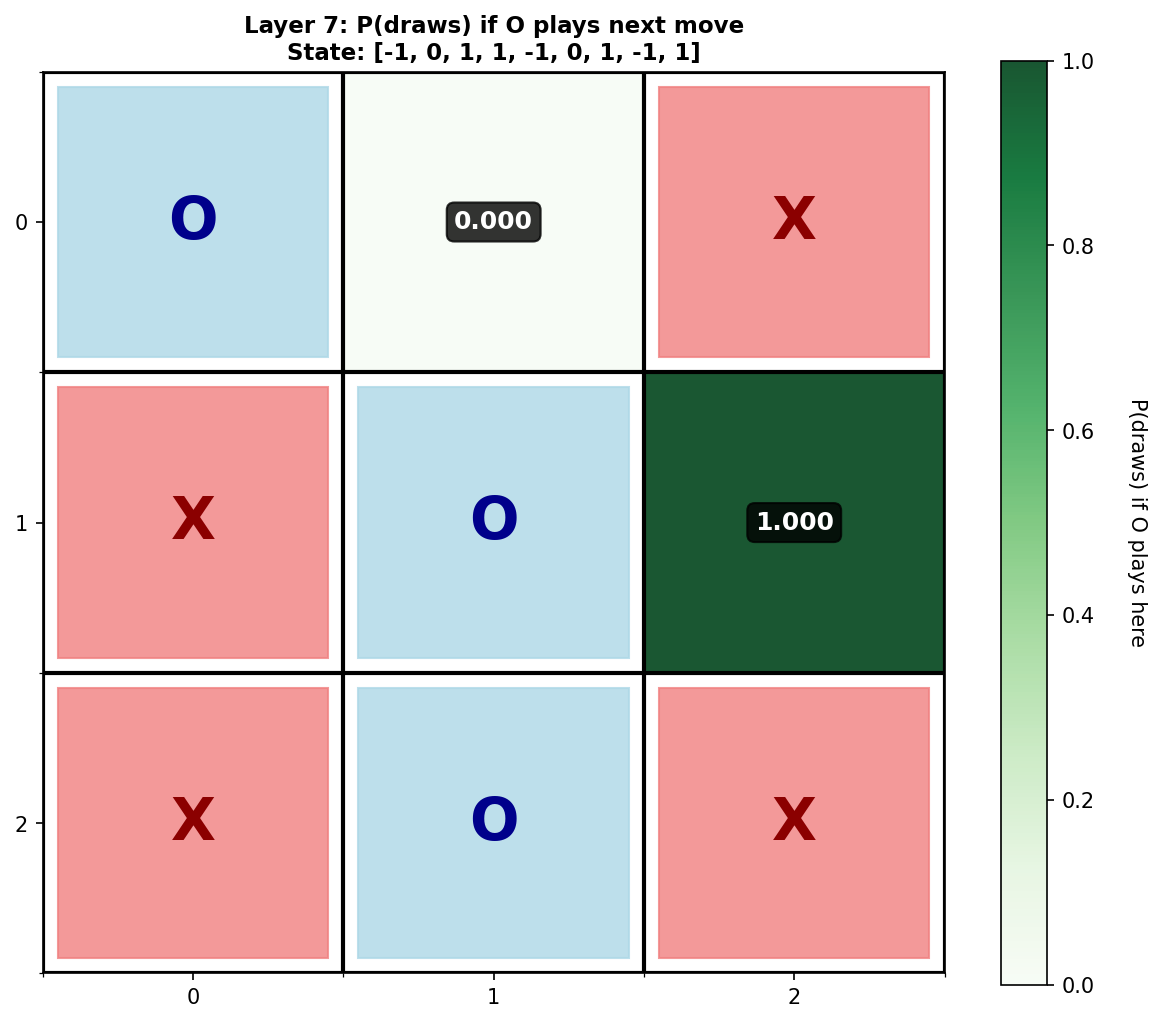 Layer 7: P(draws) if O plays next move
State: [-1, 0, 1, 1, -1, 0, 1, -1, 1]
O
0.000
X
X
O
1.000
X
O
X
0
1
2
0
1
2
1.0
0.8
0.6
0.4
0.2
0.0
P(draws) if O plays here